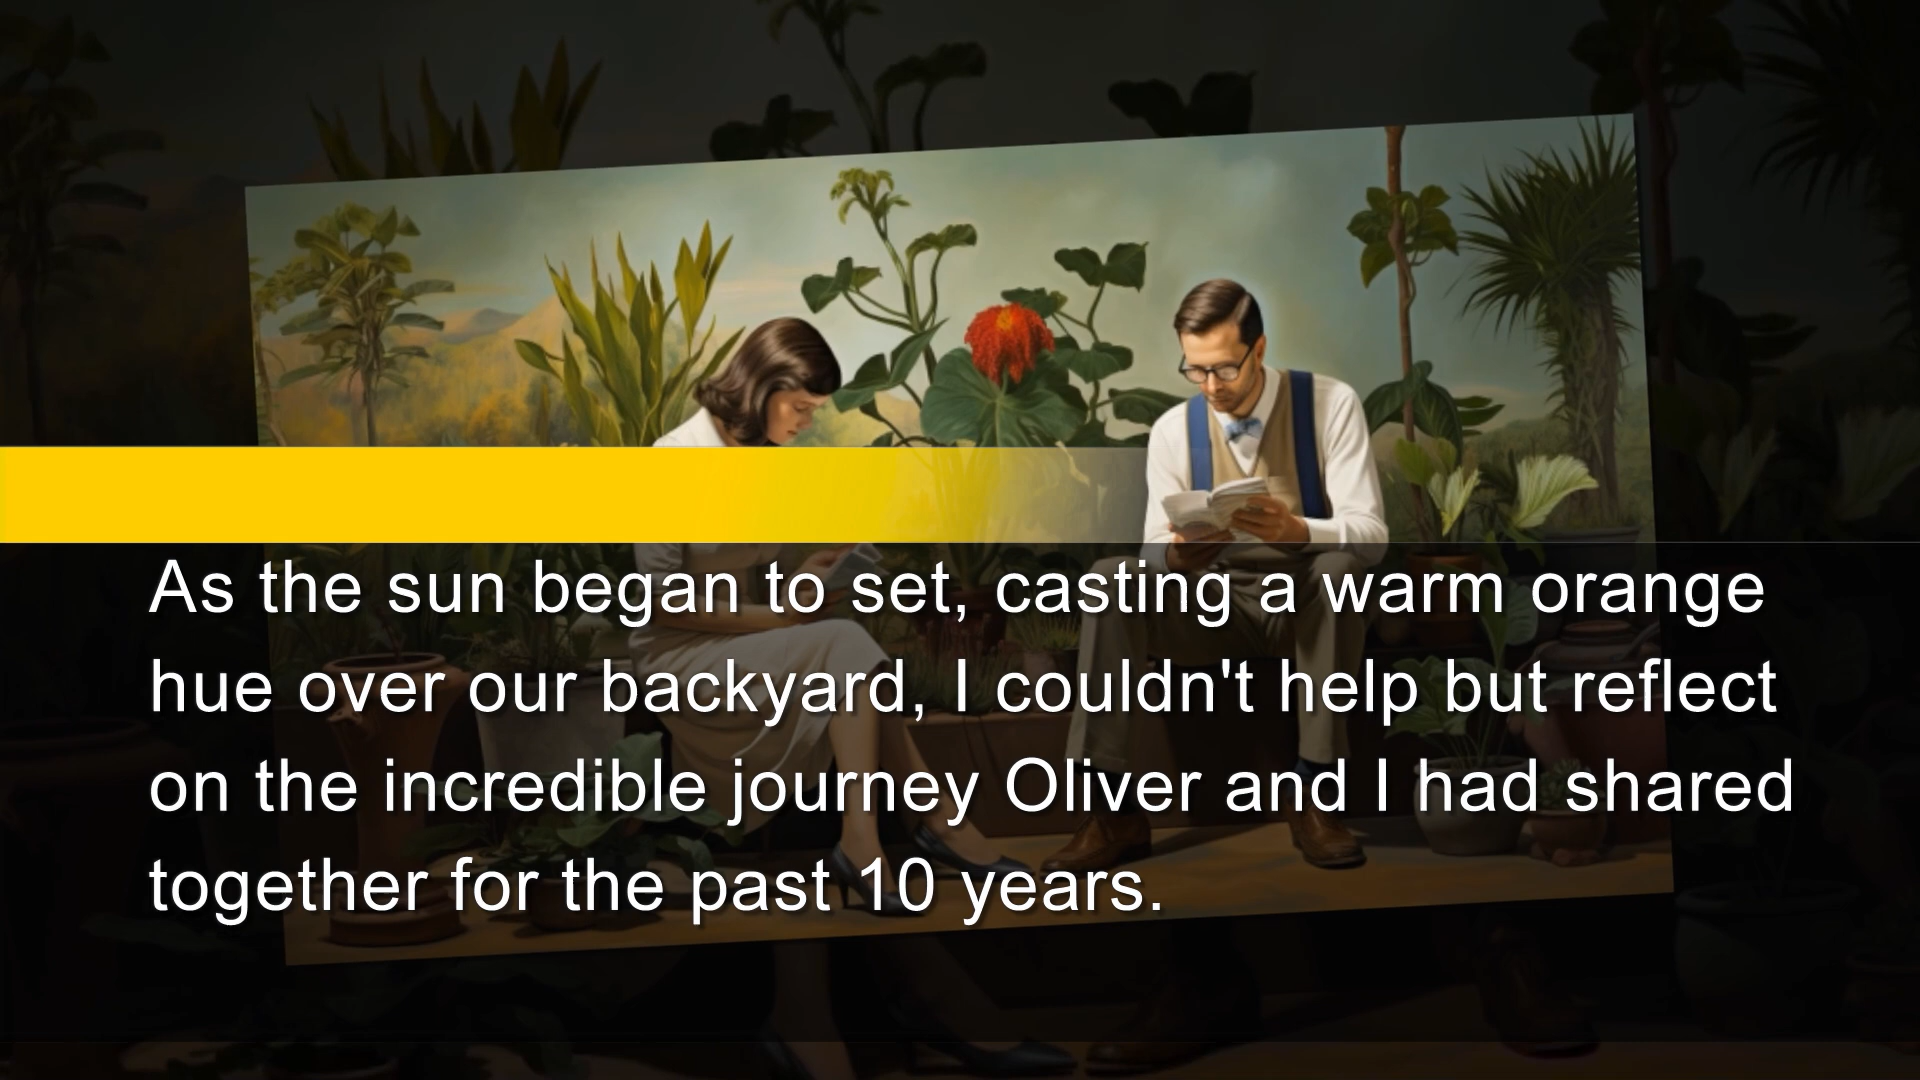 As the sun began to set, casting a warm orange
hue over our backyard, I couldn't help but reflect
on the incredible journey Oliver and I had shared
together for the past 10 years.